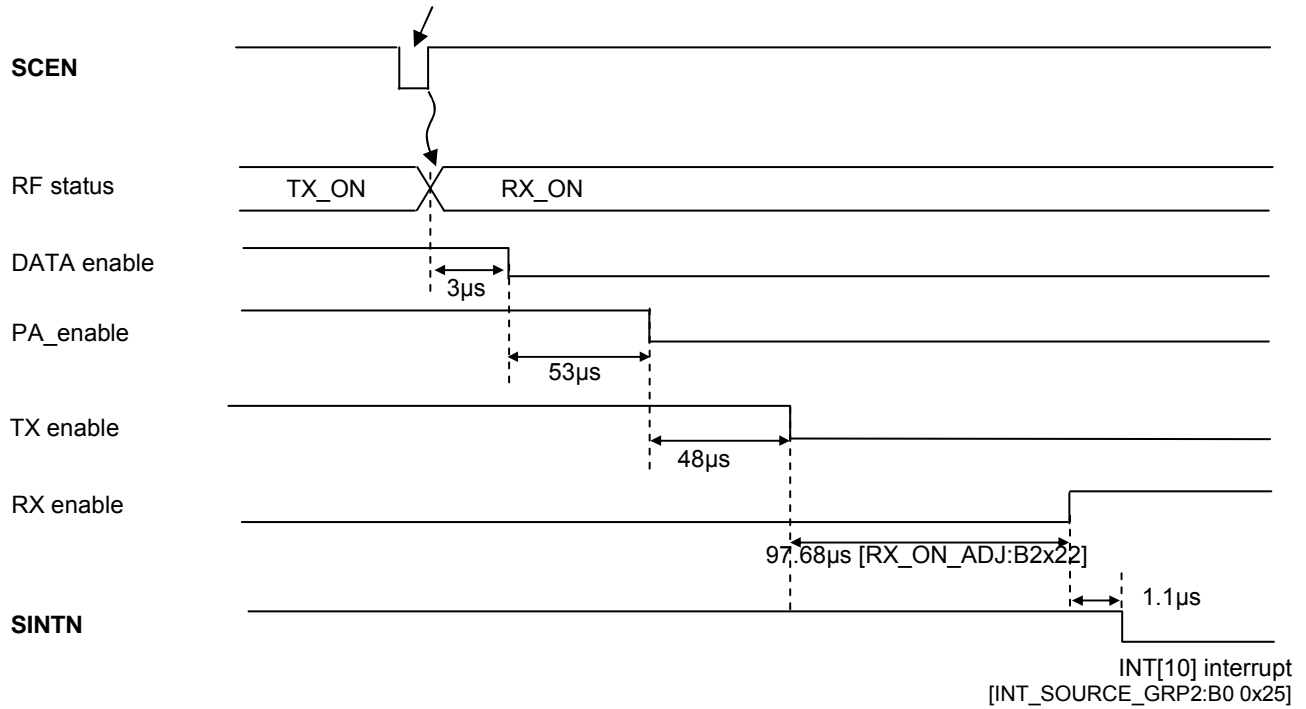 SCEN
RF status
TX_ON
RX_ON
DATA enable
3µs
PA_enable
53µs
TX enable
48µs
RX enable
97.68µs [RX_ON_ADJ:B2x22]
1.1µs
SINTN
INT[10] interrupt
[INT_SOURCE_GRP2:B0 0x25]